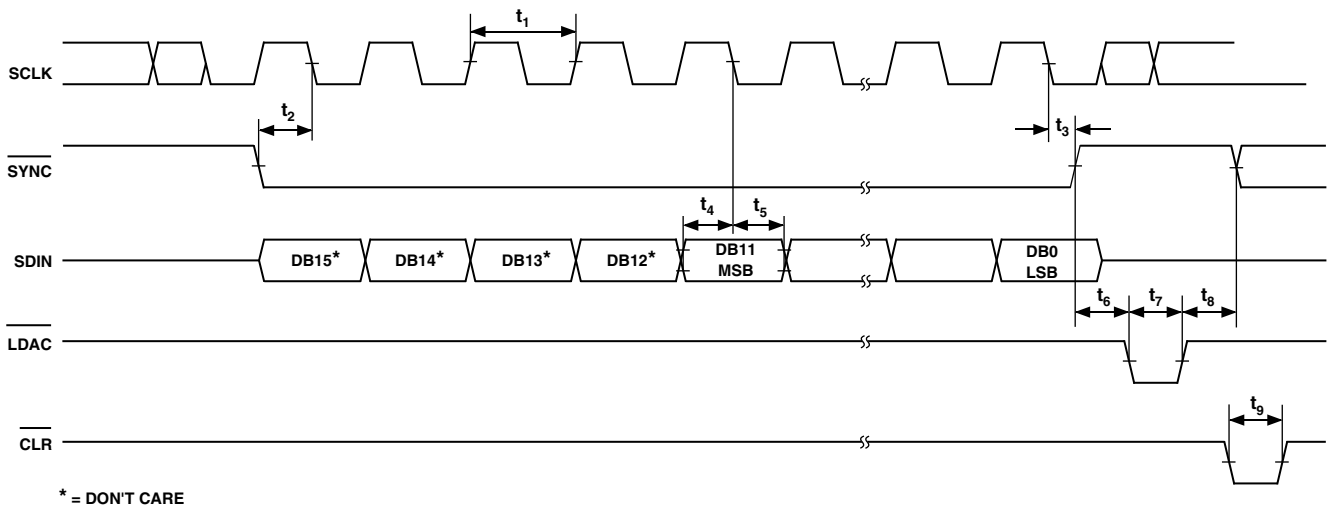 t1
SCLK
t2
t3
SYNC
t4
t5
SDIN
DB15*
DB14*
DB13*
DB12*
DB11
MSB
DB0
LSB
t6
t7
t8
LDAC
t9
CLR
* = DON'T CARE